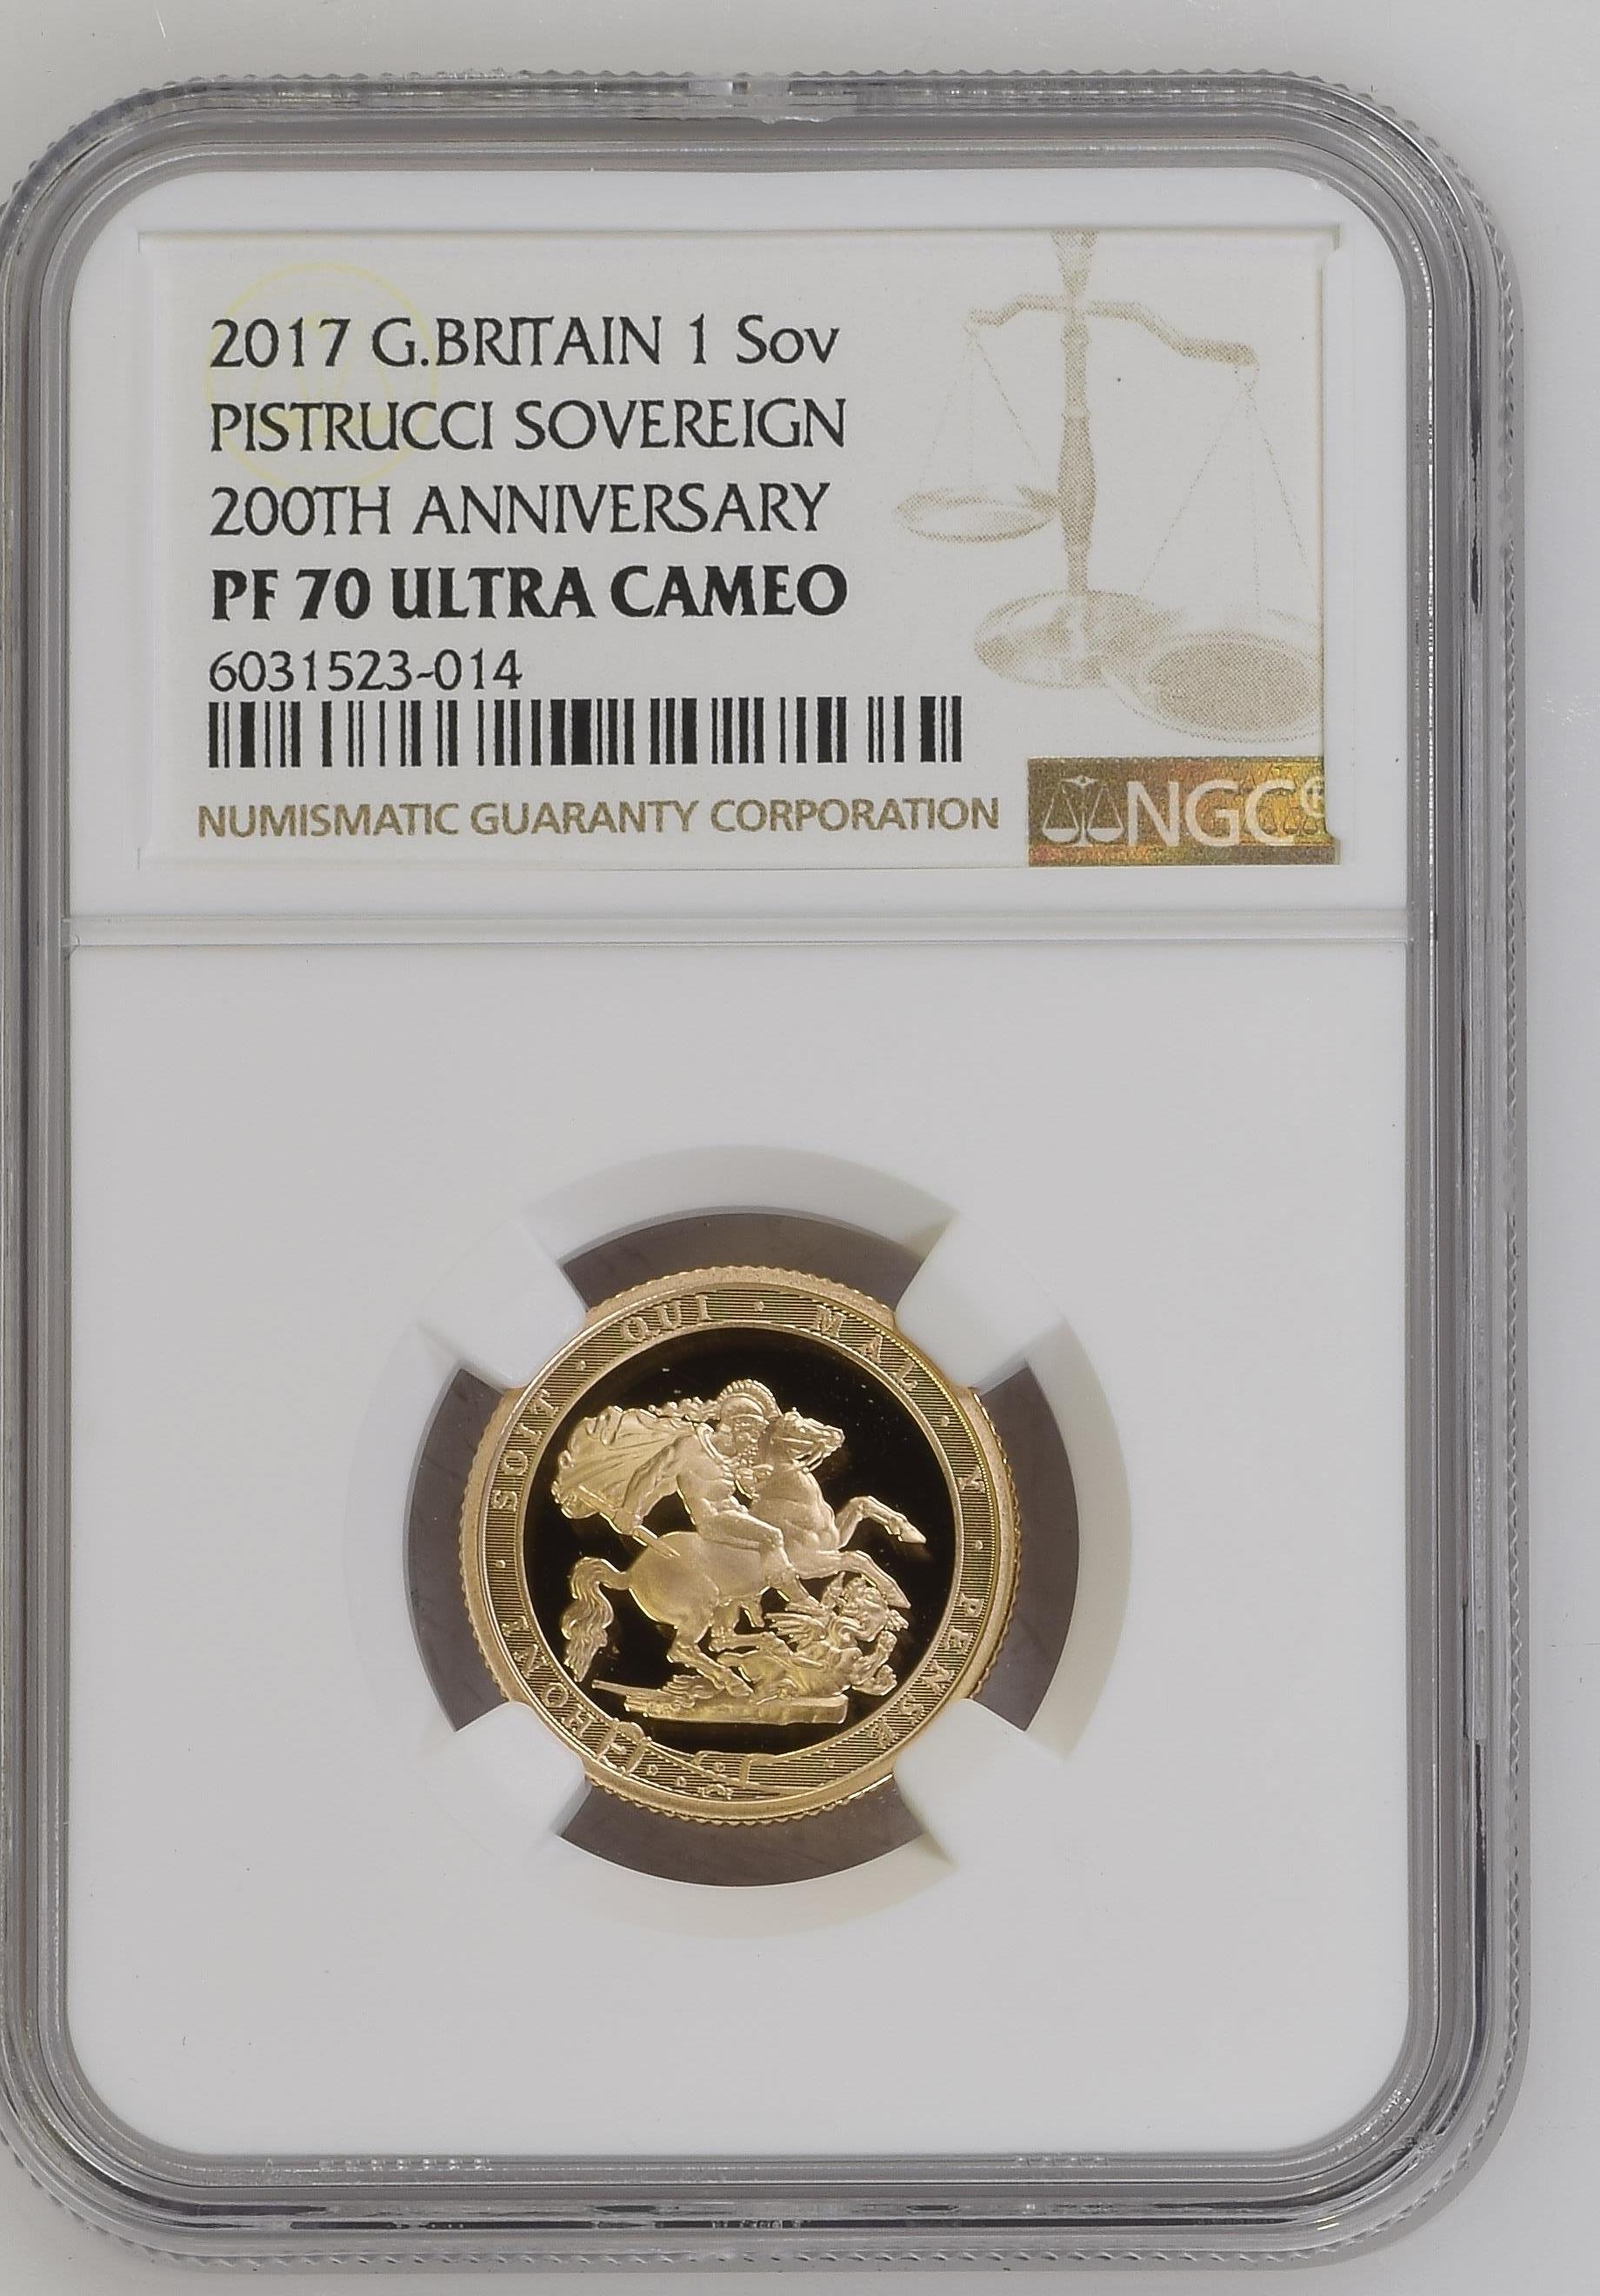 2017 G.BRITAIN 1 Sov
PISTRUCCI SOVEREIGN
200TH ANNIVERSARY
PF 70 ULTRA CAMEO
6031523-014
NUMISMATIC GUARANTY CORPORATION
NGC
HONI · SOIT · QUI · MAL · Y · PENSE